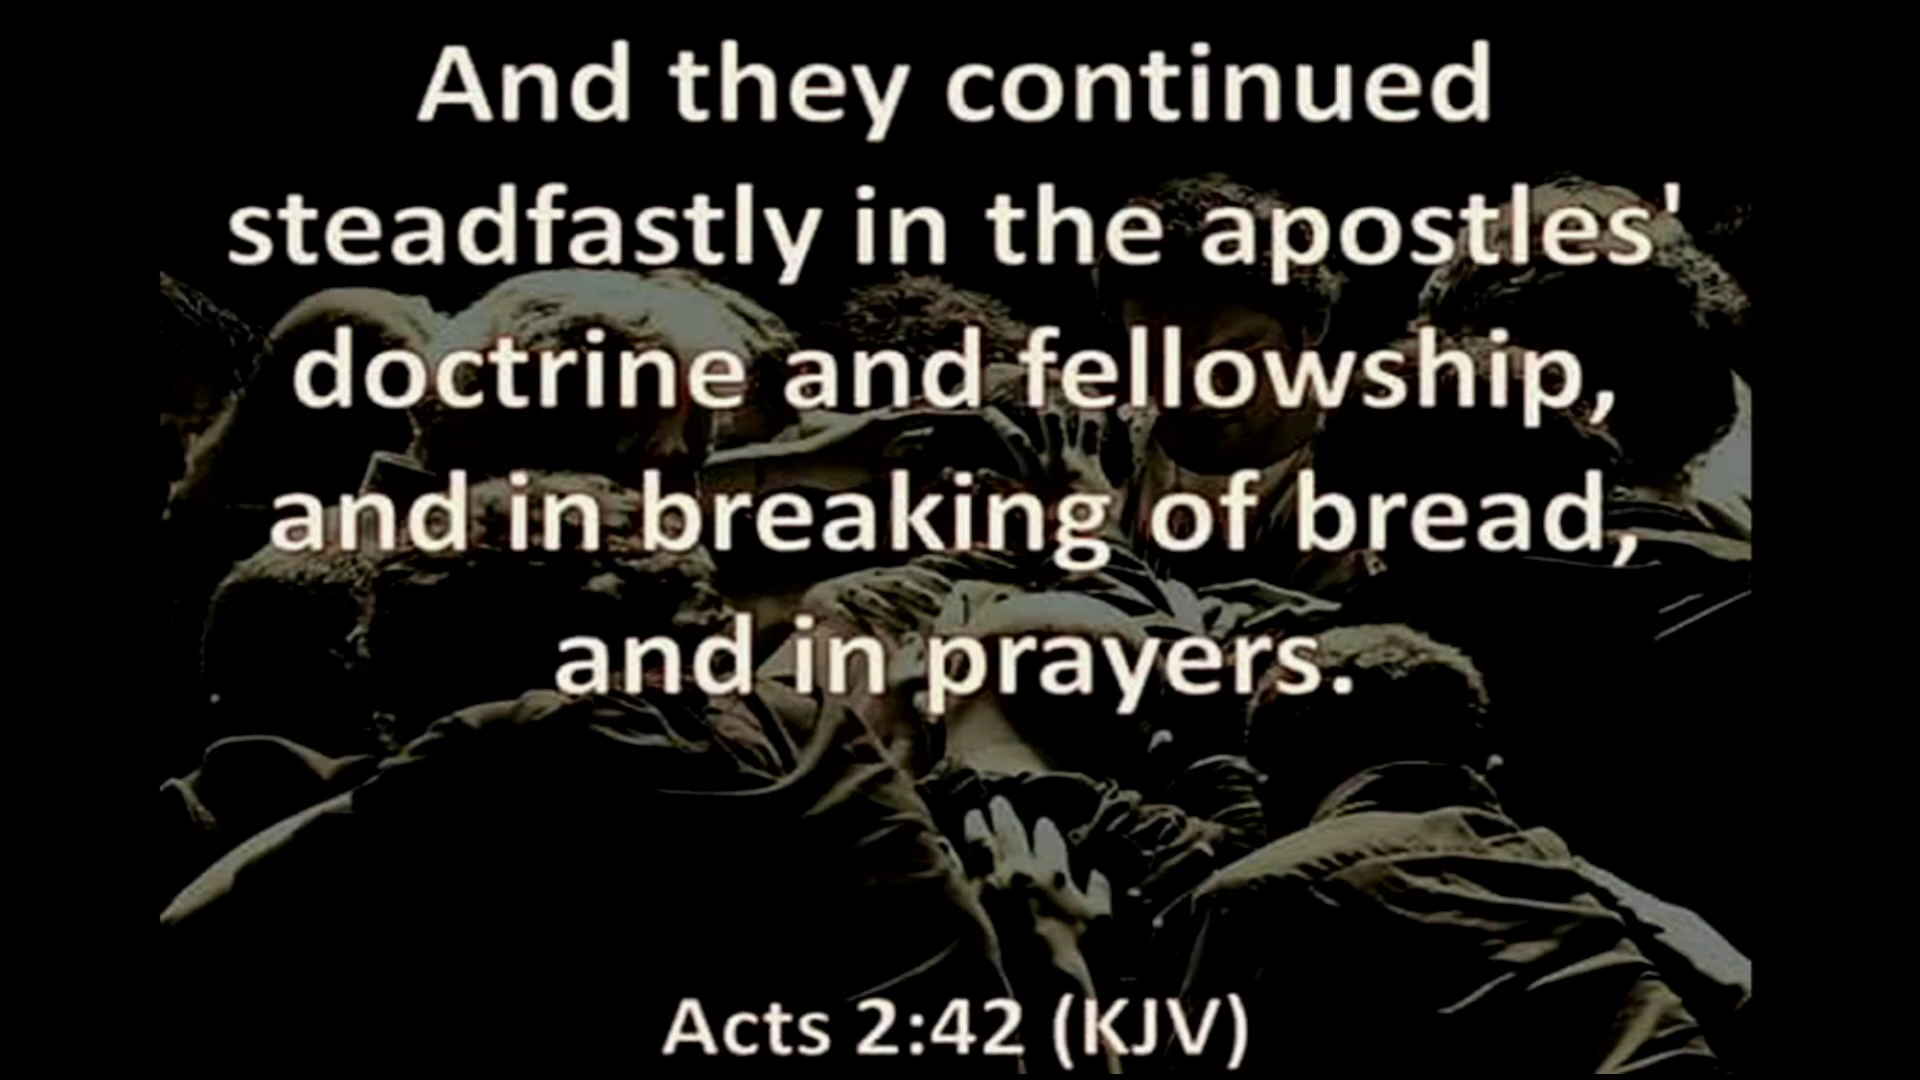 And they continued
steadfastly in the apostles'
doctrine and fellowship,
and in breaking of bread,
and in prayers.
Acts 2:42 (KJV)